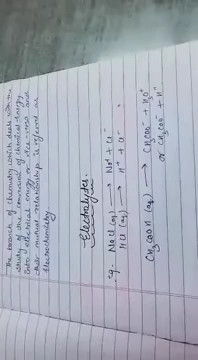 The branch of chemistry which deals with the
study of the conversion of chemical energy
into electrical energy or vice-versa and
their mutual relationship is referred as
Electrochemistry.
Electrolytes.
eg. NaCl (aq) ⟶ Na⁺ + Cl⁻
HCl (aq) ⟶ H⁺ + Cl⁻
CH₃COOH (aq) ⟶ CH₃COO⁻ + H₃O⁺
or CH₃COO⁻ + H⁺